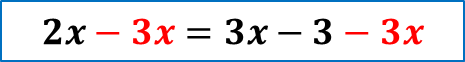 2x − 3x = 3x − 3 − 3x